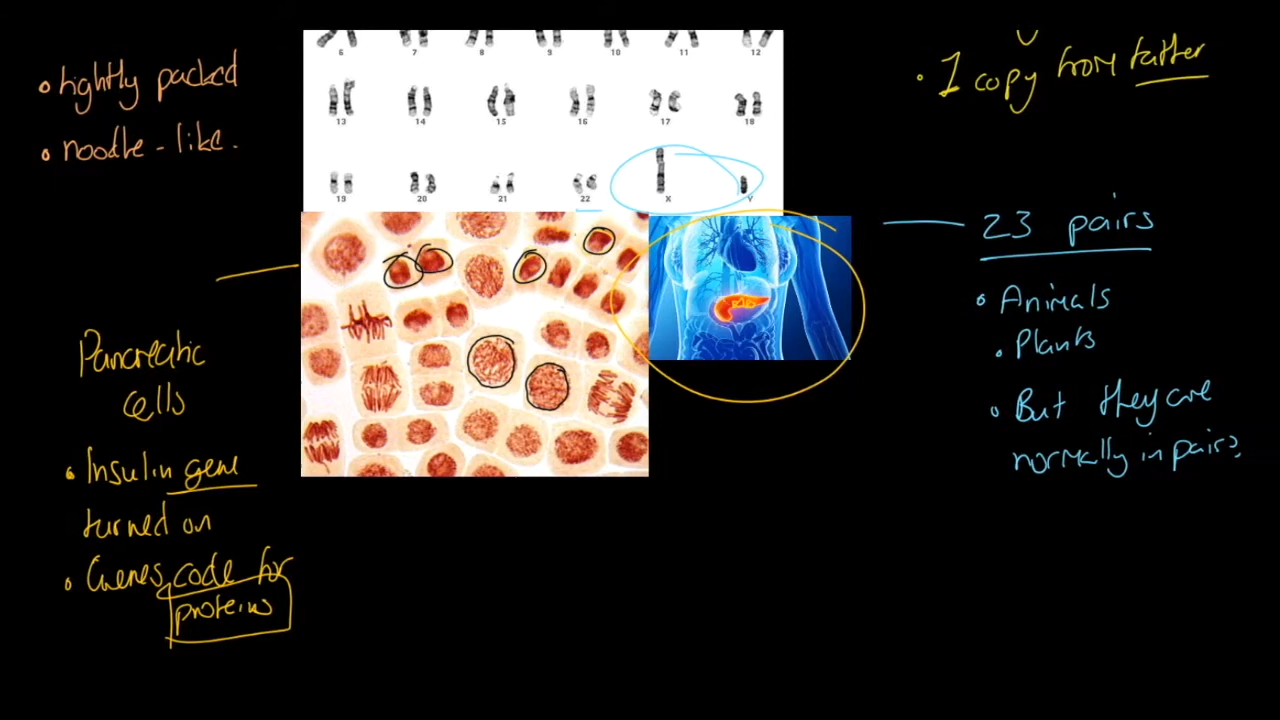 • tightly packed
• noodle-like.
6 7 8 9 10 11 12
13 14 15 16 17 18
19 20 21 22 X Y
Pancreatic
Cells
• Insulin gene
turned on
• Genes code for
proteins
• 1 copy from father
23 pairs
• Animals
• Plants
• But they are
normally in pairs